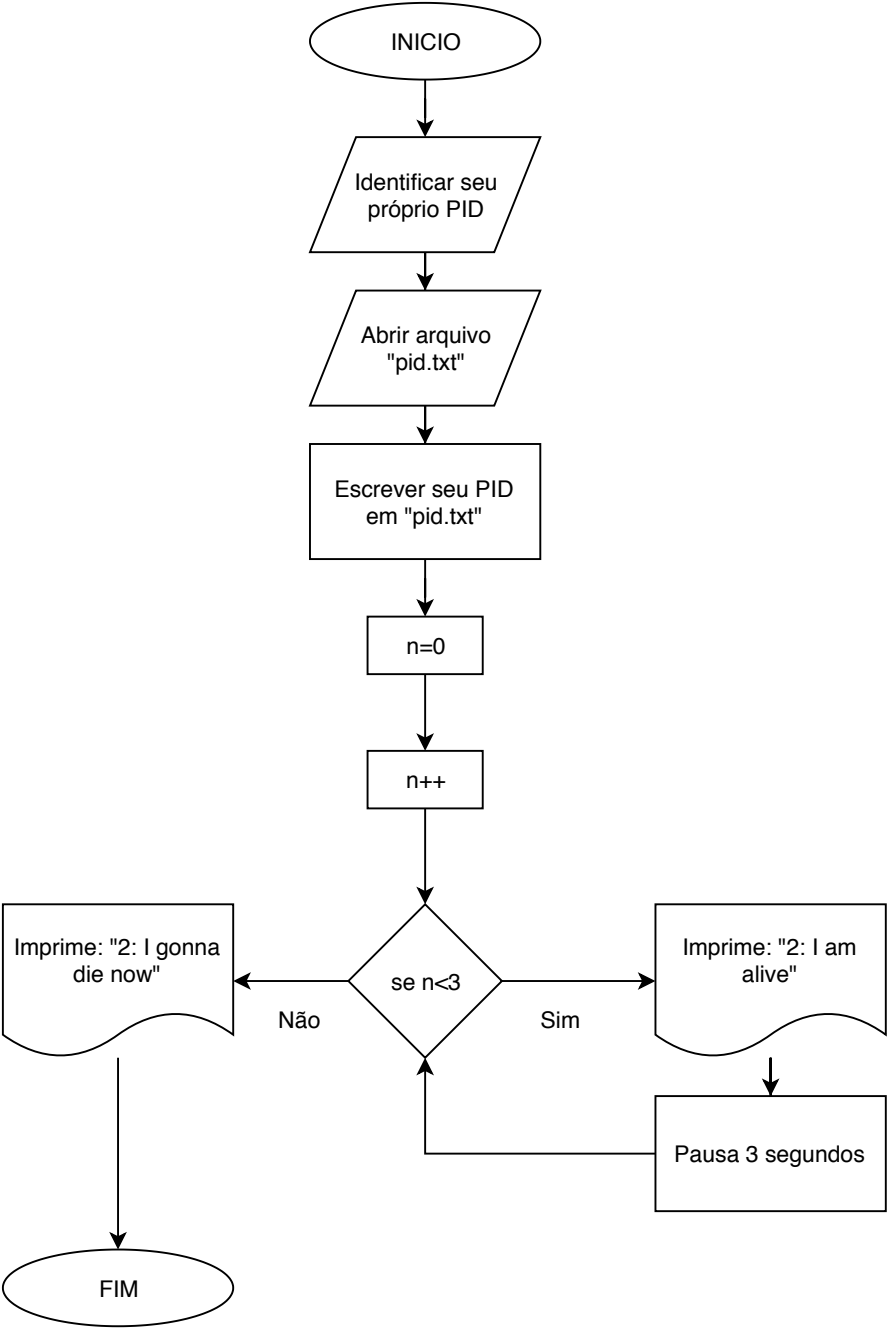 INICIO
Identificar seu
próprio PID
Abrir arquivo
"pid.txt"
Escrever seu PID
em "pid.txt"
n=0
n++
Imprime: "2: I gonna
die now"
se n<3
Imprime: "2: I am
alive"
Não
Sim
Pausa 3 segundos
FIM